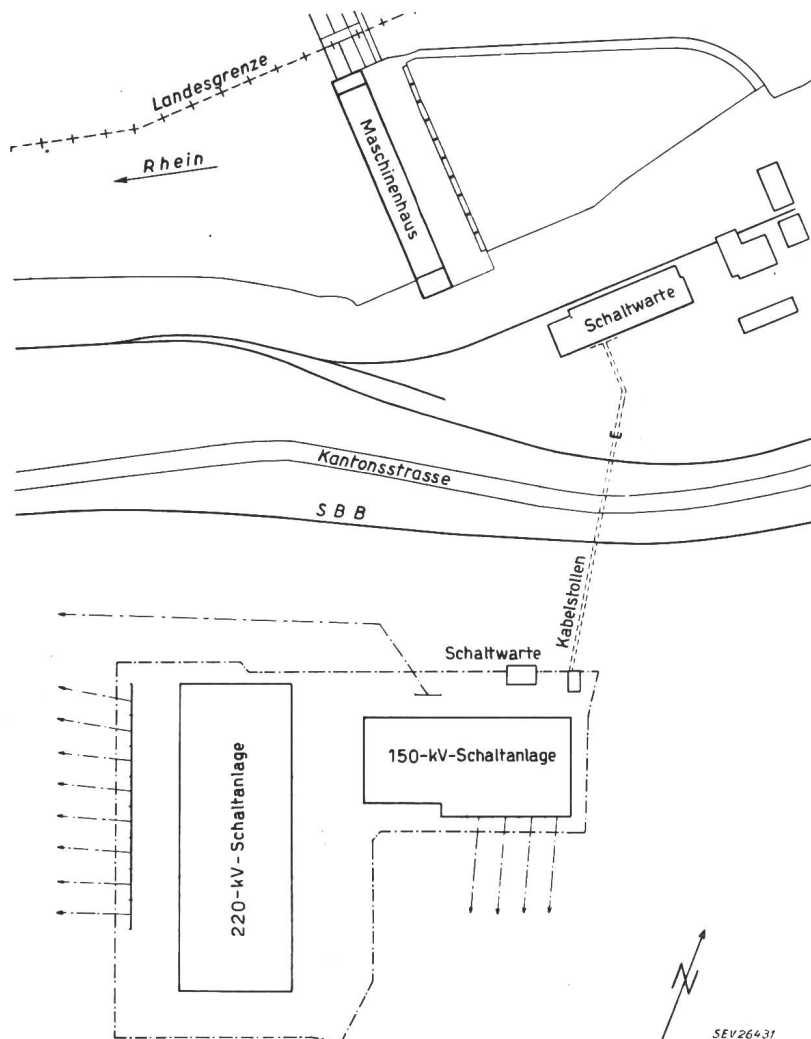 Landesgrenze
Rhein
Maschinenhaus
Schaltwarte
Kantonsstrasse
SBB
Kabelstollen
Schaltwarte
150-kV-Schaltanlage
220-kV-Schaltanlage
N
SEV26431